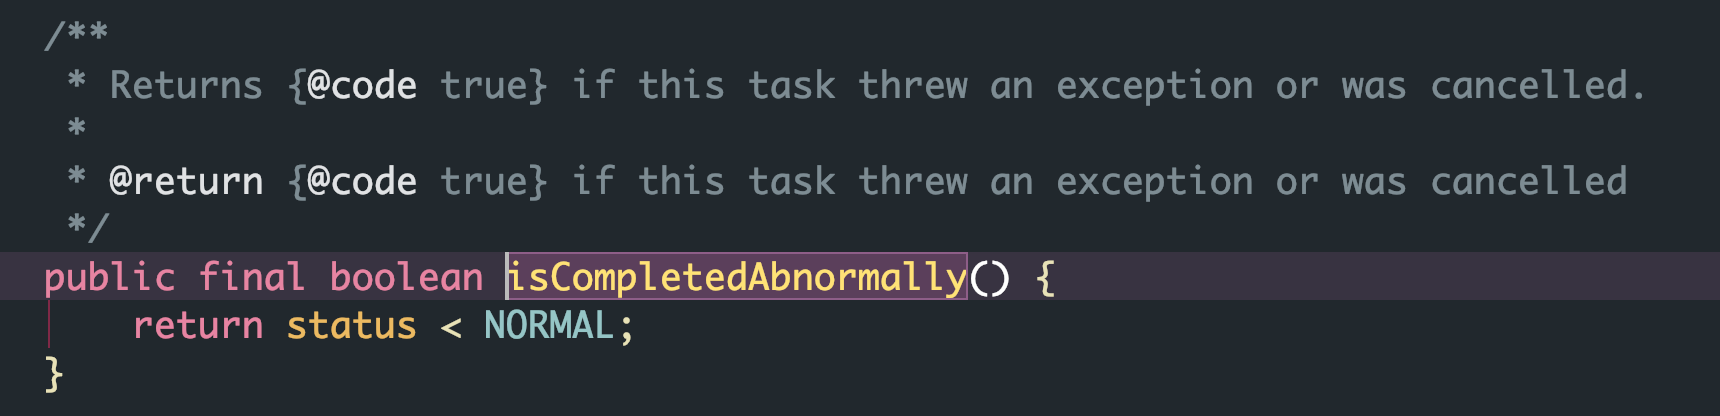 /**
 * Returns {@code true} if this task threw an exception or was cancelled.
 *
 * @return {@code true} if this task threw an exception or was cancelled
 */
public final boolean isCompletedAbnormally() {
    return status < NORMAL;
}